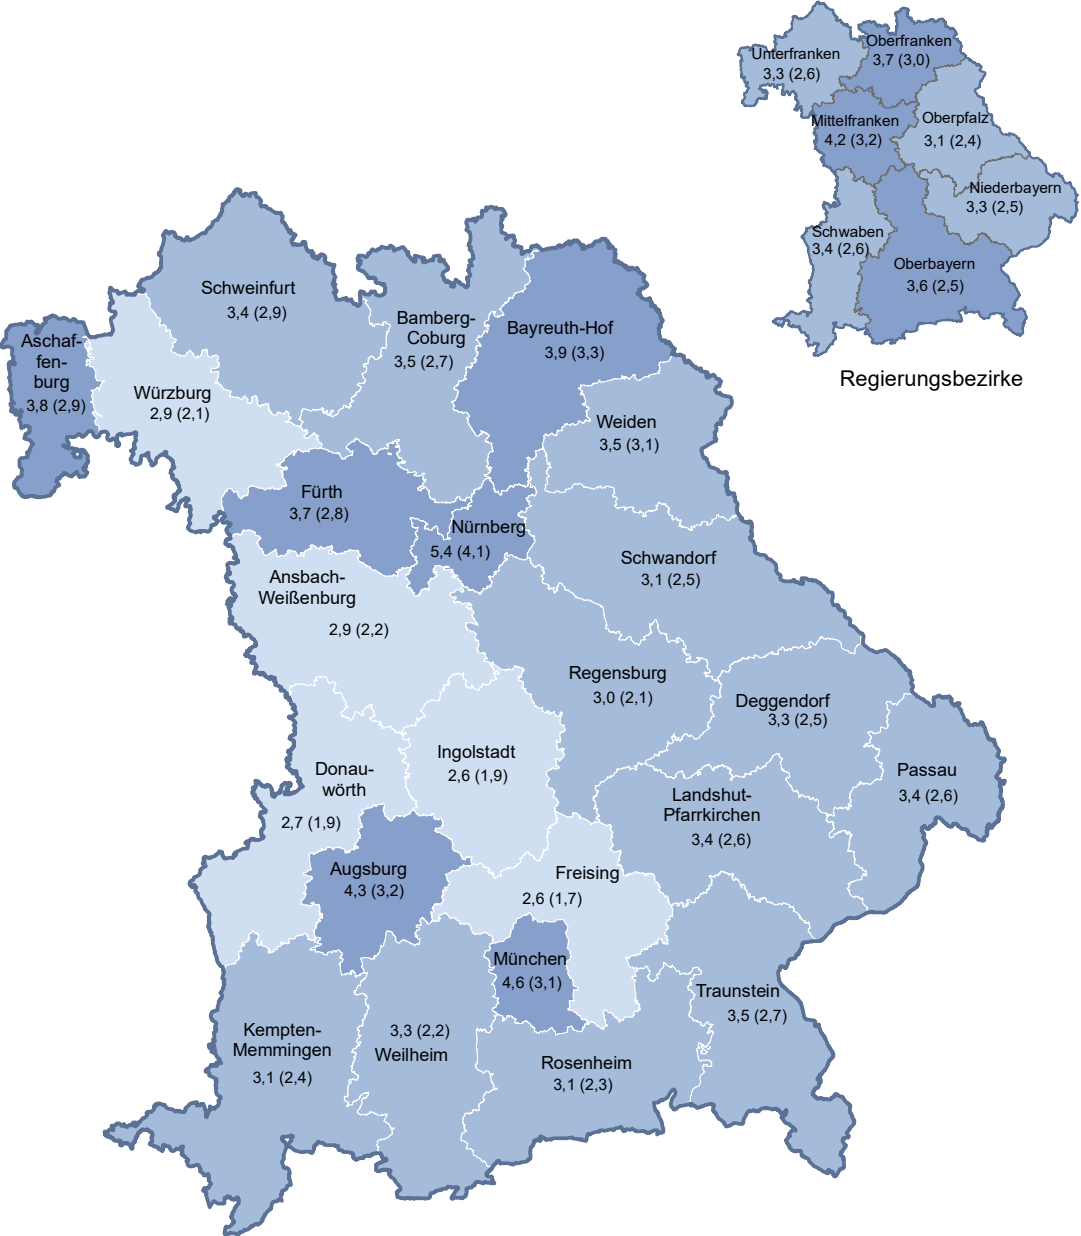 Unterfranken
3,3 (2,6)
Oberfranken
3,7 (3,0)
Mittelfranken
4,2 (3,2)
Oberpfalz
3,1 (2,4)
Niederbayern
3,3 (2,5)
Schwaben
3,4 (2,6)
Oberbayern
3,6 (2,5)
Regierungsbezirke
Schweinfurt
3,4 (2,9)
Bamberg-
Coburg
3,5 (2,7)
Bayreuth-Hof
3,9 (3,3)
Aschaf-
fen-
burg
3,8 (2,9)
Würzburg
2,9 (2,1)
Weiden
3,5 (3,1)
Fürth
3,7 (2,8)
Nürnberg
5,4 (4,1)
Schwandorf
3,1 (2,5)
Ansbach-
Weißenburg
2,9 (2,2)
Regensburg
3,0 (2,1)
Deggendorf
3,3 (2,5)
Ingolstadt
2,6 (1,9)
Donau-
wörth
2,7 (1,9)
Passau
3,4 (2,6)
Landshut-
Pfarrkirchen
3,4 (2,6)
Augsburg
4,3 (3,2)
Freising
2,6 (1,7)
München
4,6 (3,1)
Traunstein
3,5 (2,7)
Kempten-
Memmingen
3,1 (2,4)
3,3 (2,2)
Weilheim
Rosenheim
3,1 (2,3)